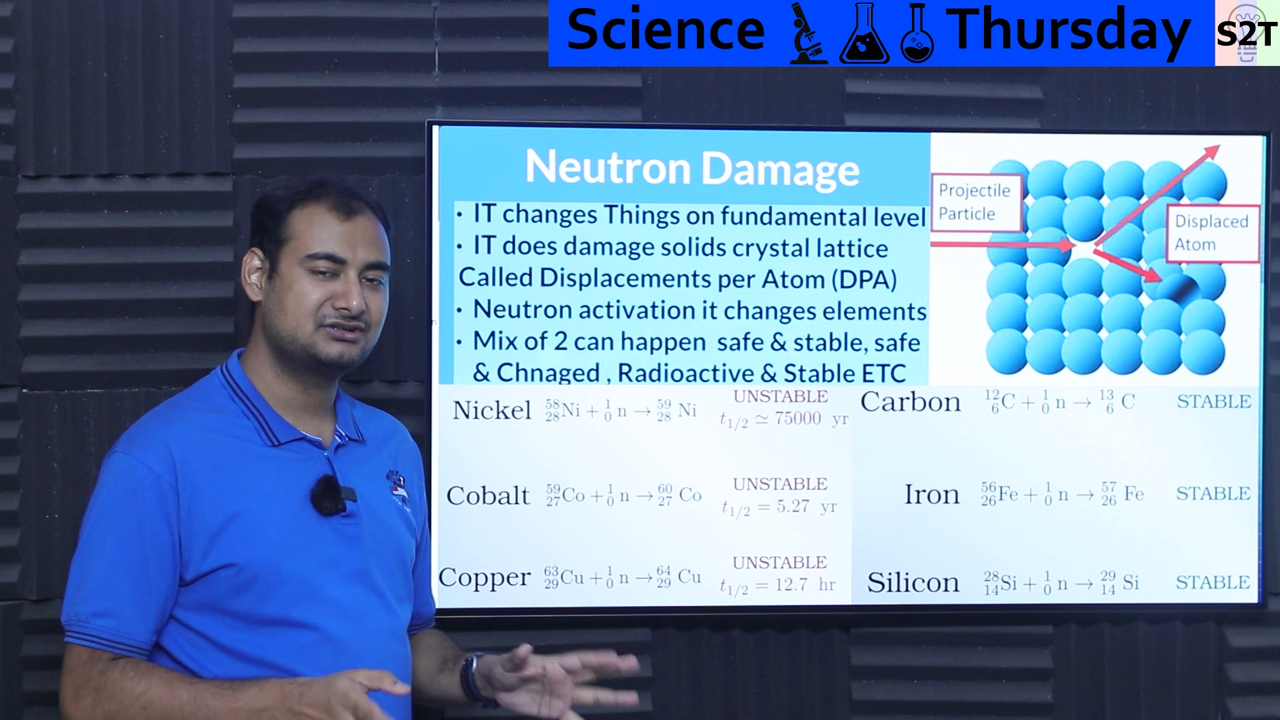 Science Thursday
S2T
Neutron Damage
· IT changes Things on fundamental level
· IT does damage solids crystal lattice
Called Displacements per Atom (DPA)
· Neutron activation it changes elements
· Mix of 2 can happen safe & stable, safe
& Chnaged , Radioactive & Stable ETC
Projectile
Particle
Displaced
Atom
Nickel ⁵⁸₂₈Ni + ¹₀n → ⁵⁹₂₈Ni UNSTABLE
t₁/₂ ≃ 75000 yr
Cobalt ⁵⁹₂₇Co + ¹₀n → ⁶⁰₂₇Co UNSTABLE
t₁/₂ = 5.27 yr
Copper ⁶³₂₉Cu + ¹₀n → ⁶⁴₂₉Cu UNSTABLE
t₁/₂ = 12.7 hr
Carbon ¹²₆C + ¹₀n → ¹³₆C STABLE
Iron ⁵⁶₂₆Fe + ¹₀n → ⁵⁷₂₆Fe STABLE
Silicon ²⁸₁₄Si + ¹₀n → ²⁹₁₄Si STABLE